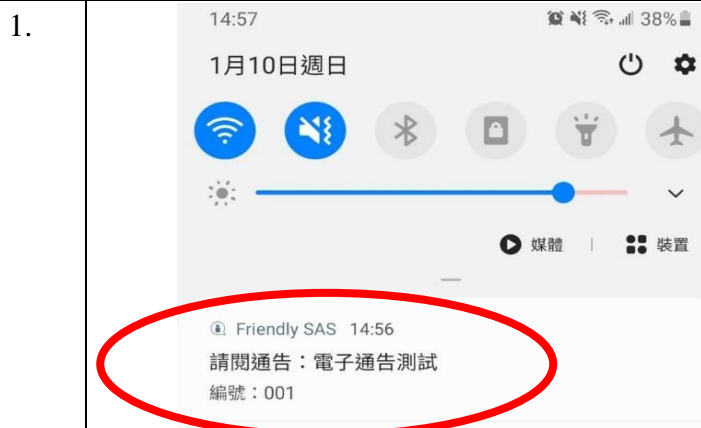 1.
14:57 38%
1月10日週日
媒體 | 裝置
Friendly SAS 14:56
請閱通告：電子通告測試
編號：001